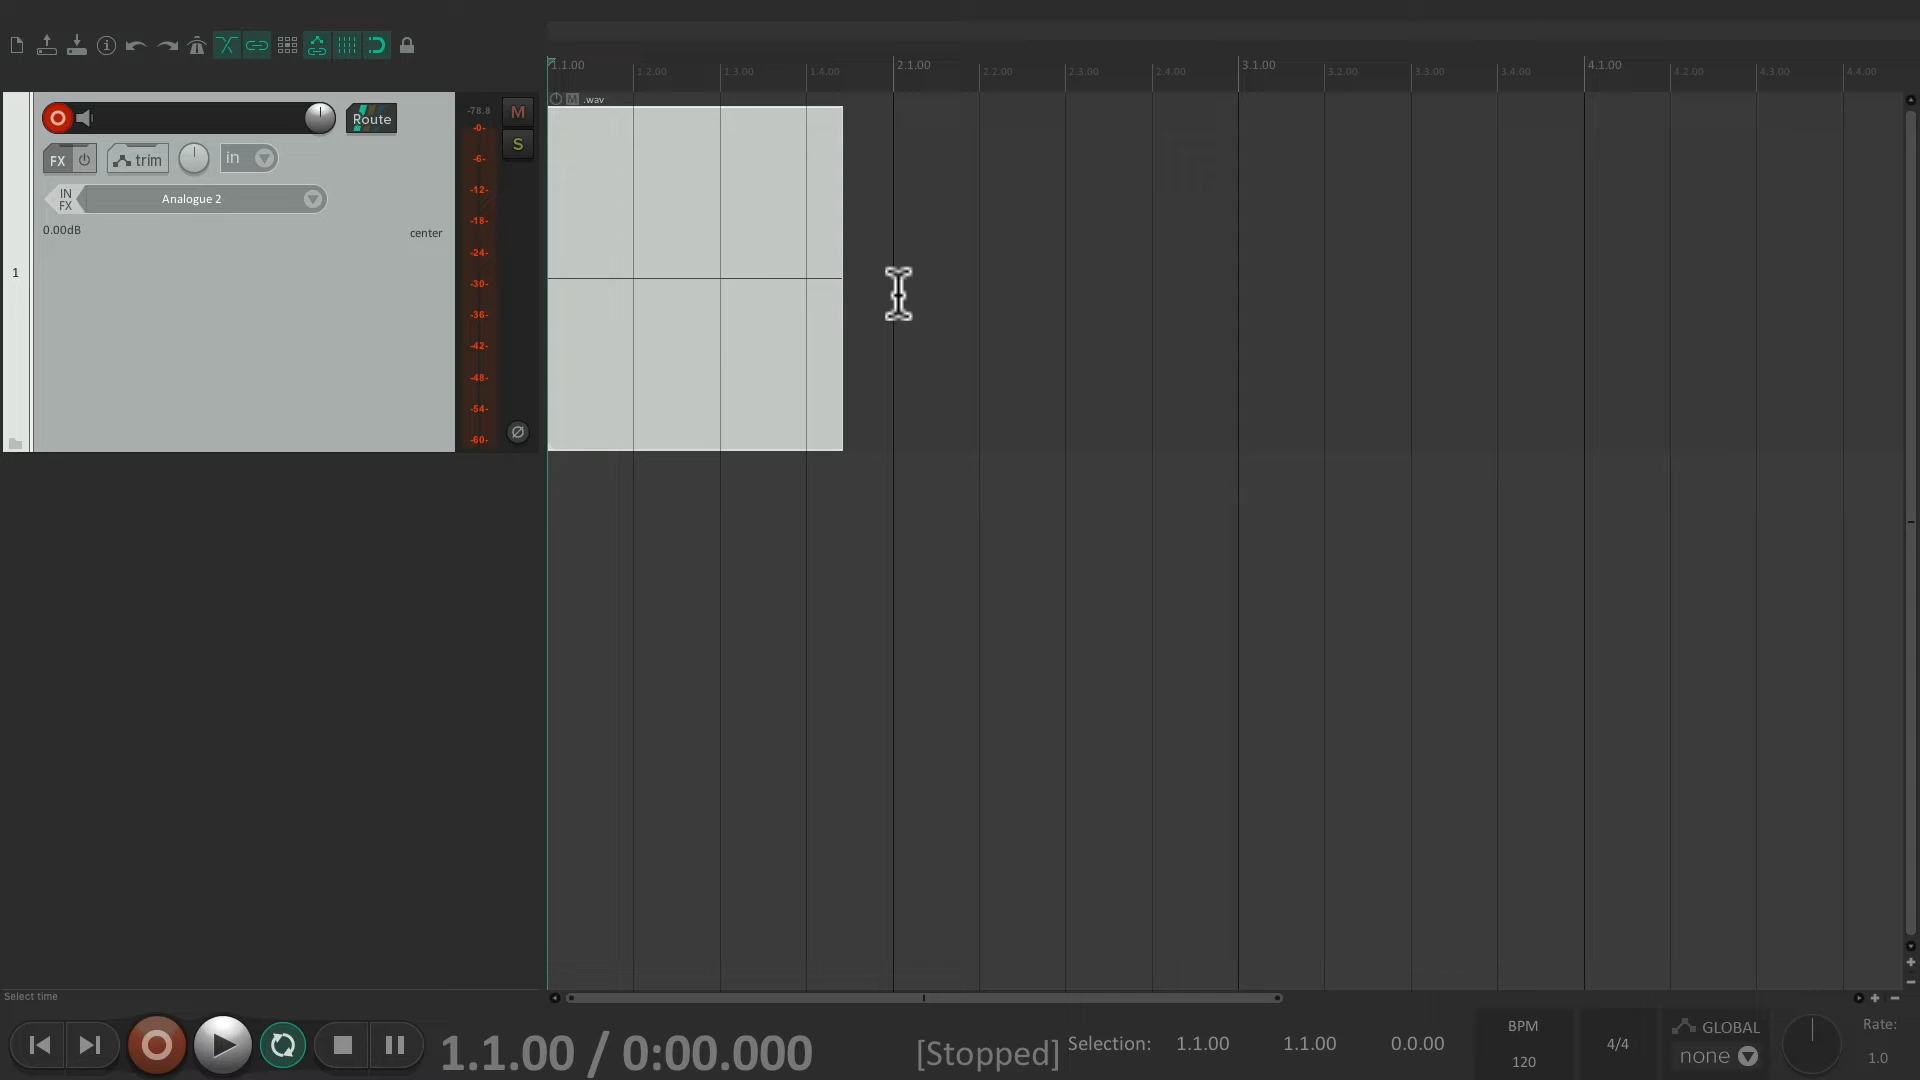 1.1.00 1.2.00 1.3.00 1.4.00 2.1.00 2.2.00 2.3.00 2.4.00 3.1.00 3.2.00 3.3.00 3.4.00 4.1.00 4.2.00 4.3.00 4.4.00
M .wav
Route
-78.8
M
S
FX
trim
in
IN
FX
Analogue 2
0.00dB
center
1
-0-
-6-
-12-
-18-
-24-
-30-
-36-
-42-
-48-
-54-
-60-
Select time
1.1.00 / 0:00.000
[Stopped]
Selection: 1.1.00 1.1.00 0.0.00
BPM
120
4/4
GLOBAL
none
Rate:
1.0